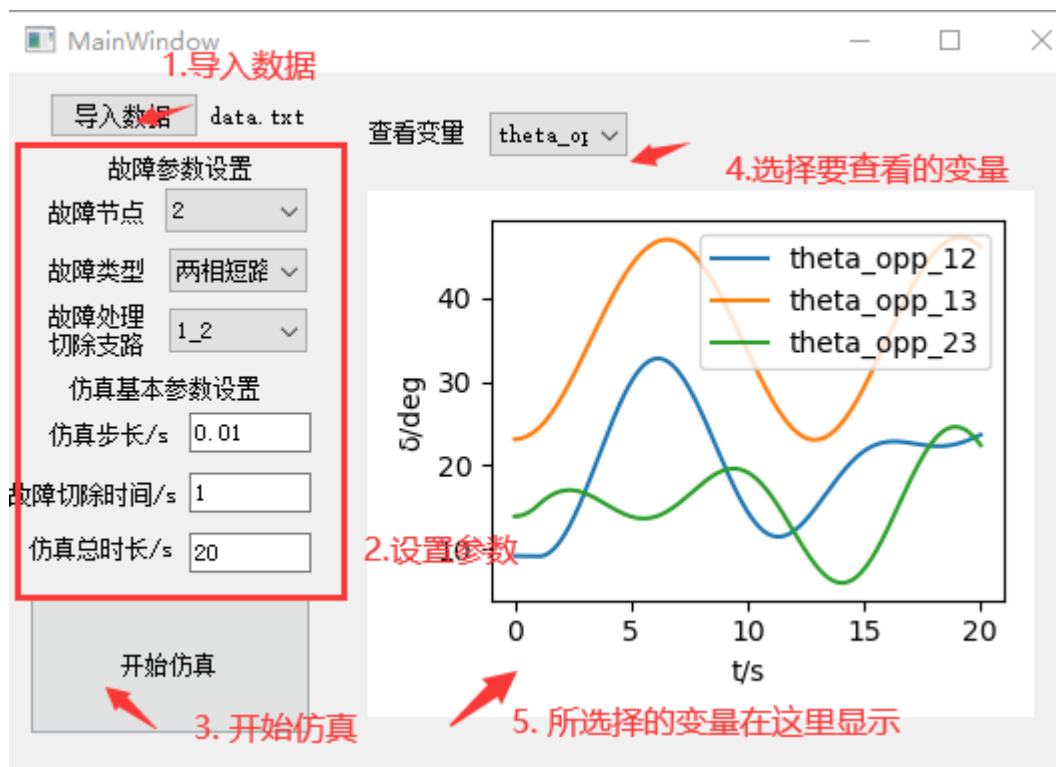 MainWindow
1.导入数据
导入数据 data.txt
查看变量 theta_op
4.选择要查看的变量
故障参数设置
故障节点 2
故障类型 两相短路
故障处理
切除支路 1_2
仿真基本参数设置
仿真步长/s 0.01
故障切除时间/s 1
仿真总时长/s 20
2.设置参数
开始仿真
3. 开始仿真
theta_opp_12
theta_opp_13
theta_opp_23
δ/deg
40
30
20
10
0 5 10 15 20
t/s
5. 所选择的变量在这里显示